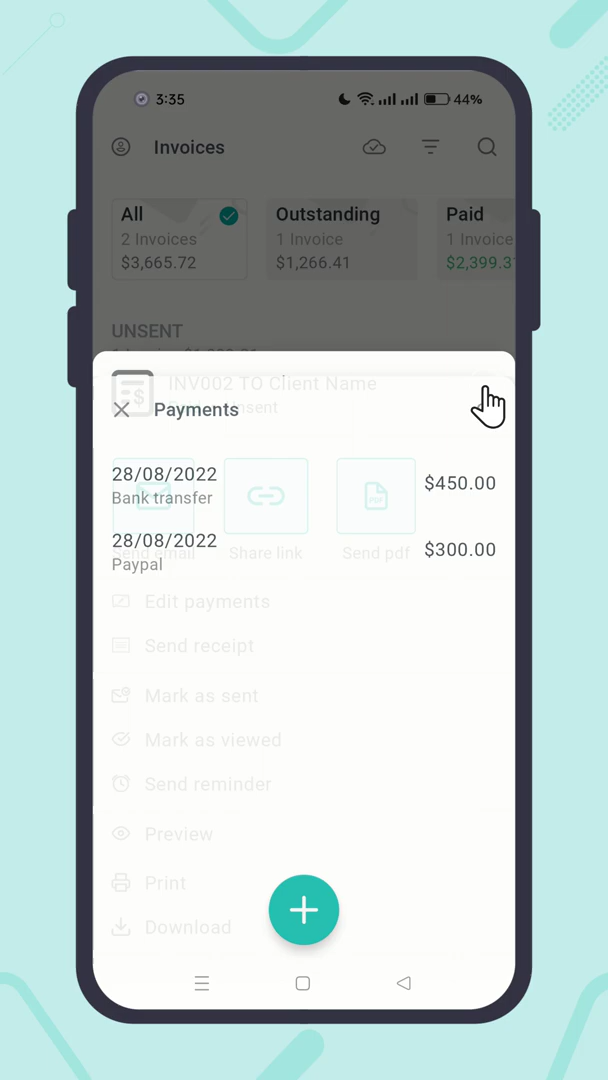 3:35
44%
Invoices
All
2 Invoices
$3,665.72
Outstanding
1 Invoice
$1,266.41
Paid
1 Invoice
$2,399.31
UNSENT
INV002 TO Client Name
Payments
28/08/2022
Bank transfer
$450.00
28/08/2022
Paypal
$300.00
Send email
Share link
Send pdf
Edit payments
Send receipt
Mark as sent
Mark as viewed
Send reminder
Preview
Print
Download